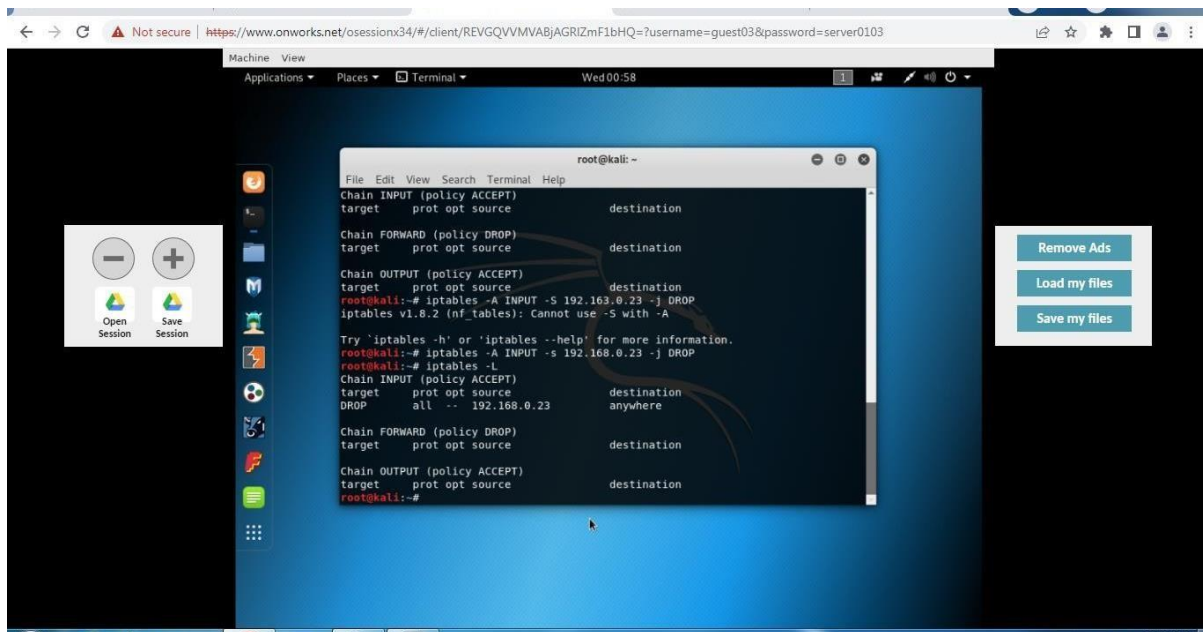 Not secure | https://www.onworks.net/osessionx34/#/client/REVGQVVMVABjAGRlZmF1bHQ=?username=guest03&password=server0103
Machine View
Applications Places Terminal Wed 00:58 1
root@kali: ~
File Edit View Search Terminal Help
Chain INPUT (policy ACCEPT)
target prot opt source destination
Chain FORWARD (policy DROP)
target prot opt source destination
Chain OUTPUT (policy ACCEPT)
target prot opt source destination
root@kali:~# iptables -A INPUT -S 192.163.0.23 -j DROP
iptables v1.8.2 (nf_tables): Cannot use -S with -A
Try `iptables -h' or 'iptables --help' for more information.
root@kali:~# iptables -A INPUT -s 192.168.0.23 -j DROP
root@kali:~# iptables -L
Chain INPUT (policy ACCEPT)
target prot opt source destination
DROP all -- 192.168.0.23 anywhere
Chain FORWARD (policy DROP)
target prot opt source destination
Chain OUTPUT (policy ACCEPT)
target prot opt source destination
root@kali:~#
Open Session
Save Session
Remove Ads
Load my files
Save my files